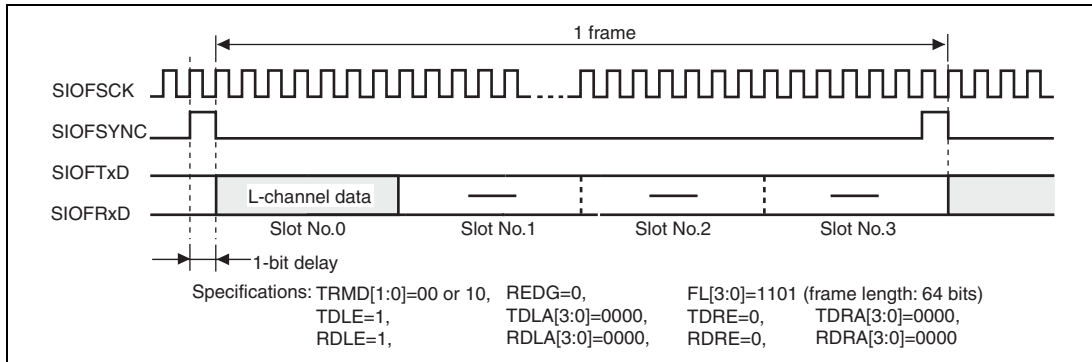 1 frame
SIOFSCK
SIOFSYNC
SIOFTxD
L-channel data
SIOFRxD
Slot No.0 Slot No.1 Slot No.2 Slot No.3
1-bit delay
Specifications: TRMD[1:0]=00 or 10, REDG=0, FL[3:0]=1101 (frame length: 64 bits)
TDLE=1, TDLA[3:0]=0000, TDRE=0, TDRA[3:0]=0000,
RDLE=1, RDLA[3:0]=0000, RDRE=0, RDRA[3:0]=0000